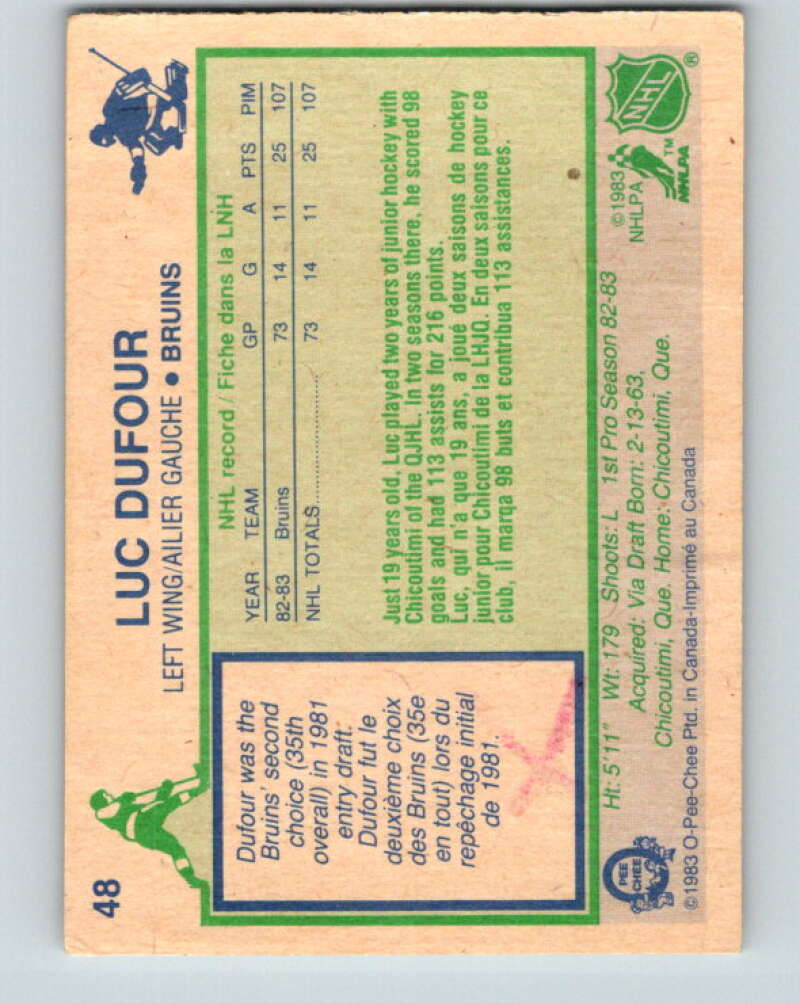 48
LUC DUFOUR
LEFT WING/AILIER GAUCHE • BRUINS
Dufour was the
Bruins' second
choice (35th
overall) in 1981
entry draft.
Dufour fut le
deuxième choix
des Bruins (35e
en tout) lors du
repêchage initial
de 1981.
NHL record / Fiche dans la LNH
YEAR TEAM GP G A PTS PIM
82-83 Bruins 73 14 11 25 107
NHL TOTALS 73 14 11 25 107
Just 19 years old, Luc played two years of junior hockey with
Chicoutimi of the QJHL. In two seasons there, he scored 98
goals and had 113 assists for 216 points.
Luc, qui n'a que 19 ans, a joué deux saisons de hockey
junior pour Chicoutimi de la LHJQ. En deux saisons pour ce
club, il marqa 98 buts et contribua 113 assistances.
Ht: 5'11" Wt: 179 Shoots: L 1st Pro Season 82-83
Acquired: Via Draft Born: 2-13-63,
Chicoutimi, Que. Home: Chicoutimi, Que.
PEE
CHEE
©1983 O-Pee-Chee Ptd. in Canada-Imprimé au Canada
©1983
NHLPA
NHLPA
TM
NHL
®